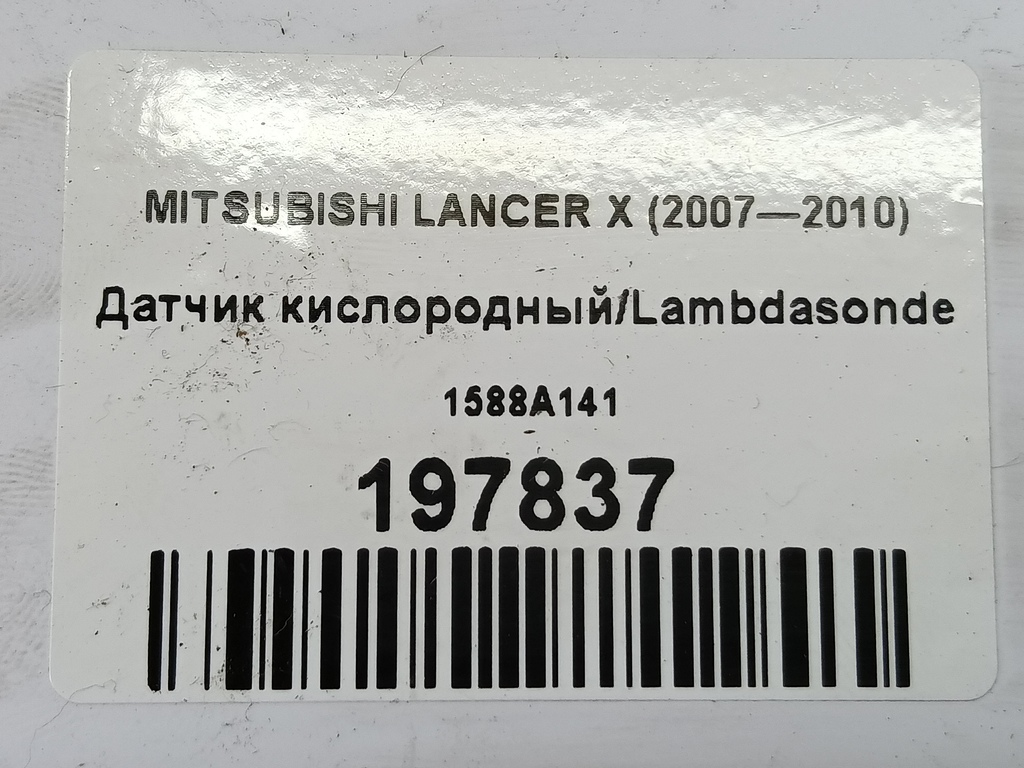 MITSUBISHI LANCER X (2007—2010)
Датчик кислородный/Lambdasonde
1588A141
197837